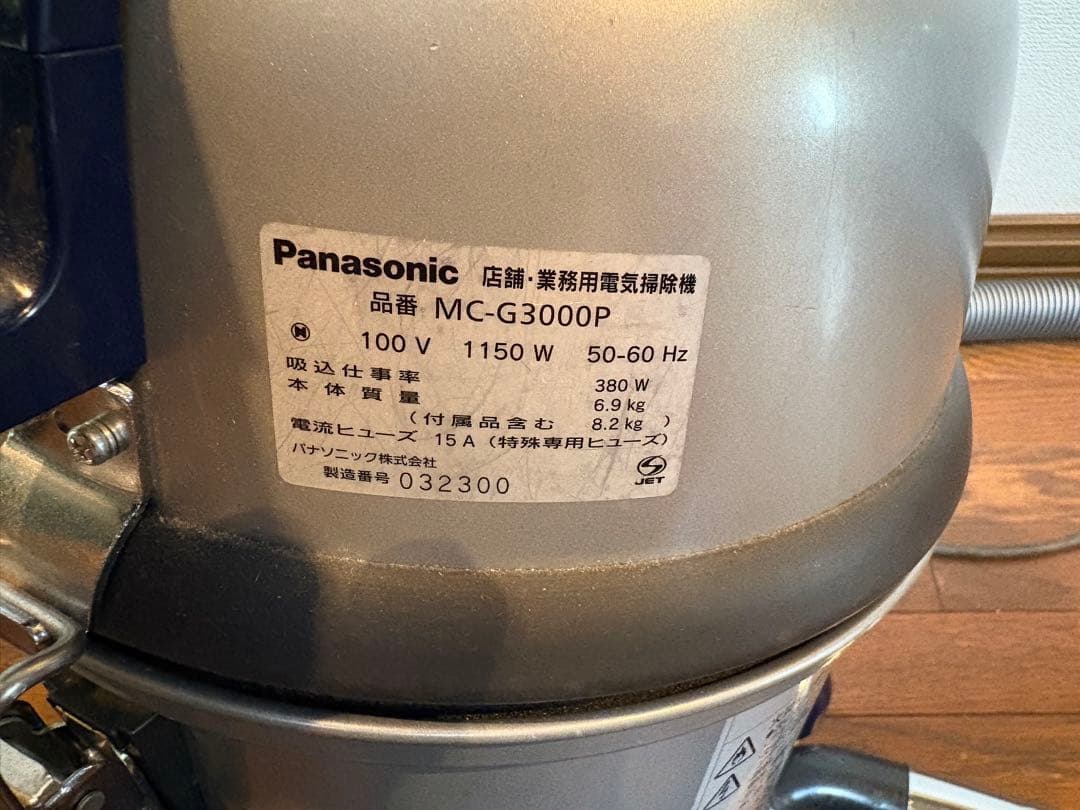 Panasonic 店舗・業務用電気掃除機
品番 MC-G3000P
100 V 1150 W 50-60 Hz
吸込仕事率 380 W
本体質量 6.9 kg
(付属品含む 8.2 kg )
電流ヒューズ 15 A (特殊専用ヒューズ)
パナソニック株式会社
製造番号 032300
JET